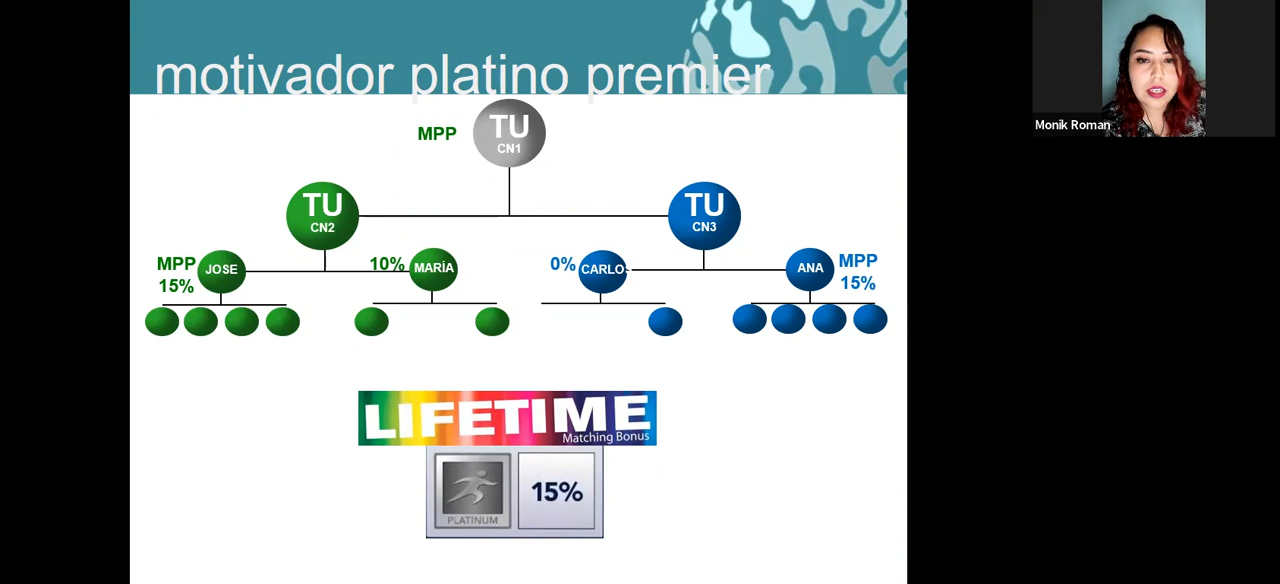 motivador platino premier
MPP
TU
CN1
TU
CN2
TU
CN3
MPP
15%
JOSE
10%
MARÍA
0%
CARLOS
ANA
MPP
15%
LIFETIME
Matching Bonus
PLATINUM
15%
Monik Roman